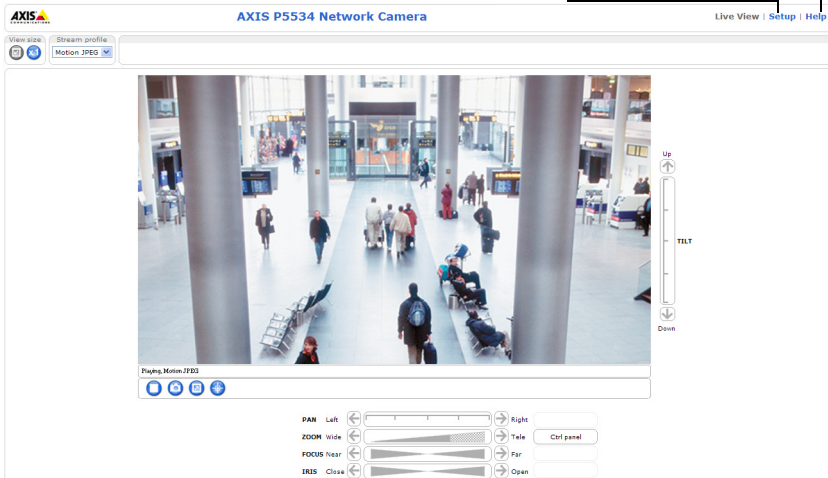 AXIS
COMMUNICATIONS
AXIS P5534 Network Camera
Live View | Setup | Help
View size
Stream profile
x1
Motion JPEG
Up
TILT
Down
Playing, Motion JPEG
PAN Left Right
ZOOM Wide Tele Ctrl panel
FOCUS Near Far
IRIS Close Open